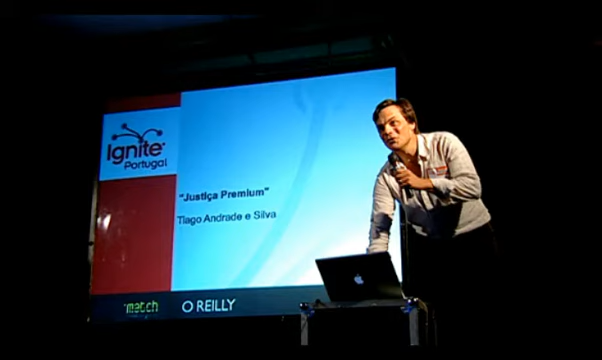 Ignite
Portugal
"Justiça Premium"
Tiago Andrade e Silva
match
O REILLY